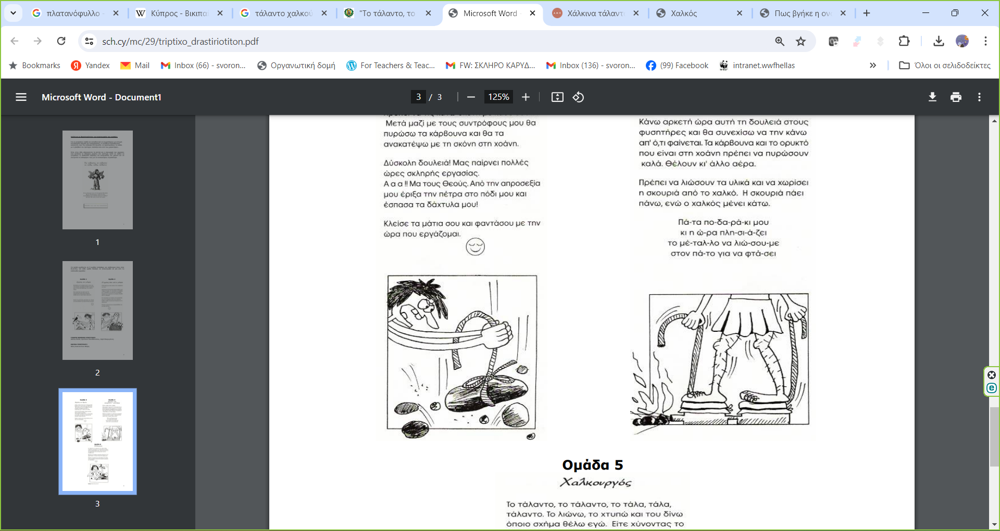 πλατανόφυλλο
Κύπρος - Βικιπα
τάλαντο χαλκού
"Το τάλαντο, το
Microsoft Word
Χάλκινα τάλαντ
Χαλκός
Πως βγήκε η ονο
sch.cy/mc/29/triptixo_drastiriotiton.pdf
Bookmarks
Yandex
Mail
Inbox (66) - svoron...
Οργανωτική δομή
For Teachers & Teac...
FW: ΣΚΛΗΡΟ ΚΑΡΥΔ...
Inbox (136) - svoron...
(99) Facebook
intranet.wwfhellas
»
Όλοι οι σελιδοδείκτες
Microsoft Word - Document1
3 / 3
125%
1
2
3
Μετά μαζί με τους συντρόφους μου θα
πυρώσω τα κάρβουνα και θα τα
ανακατέψω με τη σκόνη στη χοάνη.
Δύσκολη δουλειά! Μας παίρνει πολλές
ώρες σκληρής εργασίας.
Α α α !! Μα τους Θεούς. Από την απροσεξία
μου έριξα την πέτρα στο πόδι μου και
έσπασα τα δάχτυλα μου!
Κλείσε τα μάτια σου και φαντάσου με την
ώρα που εργάζομαι.
Κάνω αρκετή ώρα αυτή τη δουλειά στους
φυσητήρες και θα συνεχίσω να την κάνω
απ' ό,τι φαίνεται. Τα κάρβουνα και το ορυκτό
που είναι στη χοάνη πρέπει να πυρώσουν
καλά. Θέλουν κι' άλλο αέρα.
Πρέπει να λιώσουν τα υλικά και να χωρίσει
η σκουριά από το χαλκό. Η σκουριά πάει
πάνω, ενώ ο χαλκός μένει κάτω.
Πά-τα πο-δα-ρά-κι μου
κι η ώ-ρα πλη-σι-ά-ζει
το μέ-ταλ-λο να λιώ-σου-με
στον πά-το για να φτά-σει
Ομάδα 5
Χαλκουργός
Το τάλαντο, το τάλαντο, το τάλα, τάλα,
τάλαντο. Το λιώνω, το χτυπώ και του δίνω
όποιο σχήμα θέλω εγώ. Είτε χύνοντας το